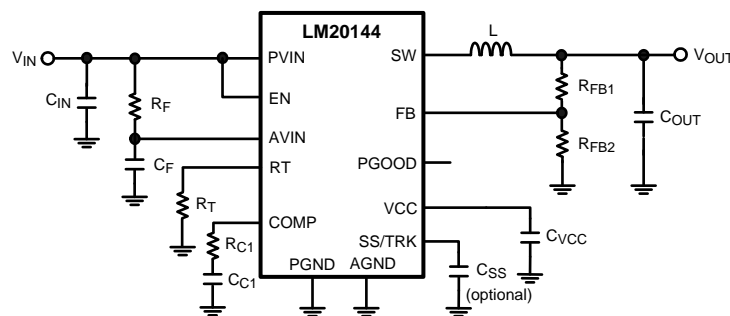 LM20144
VIN
PVIN
SW
L
VOUT
CIN
RF
EN
RFB1
FB
COUT
AVIN
RFB2
CF
RT
PGOOD
RT
VCC
COMP
RC1
SS/TRK
CVCC
CC1
PGND
AGND
CSS
(optional)